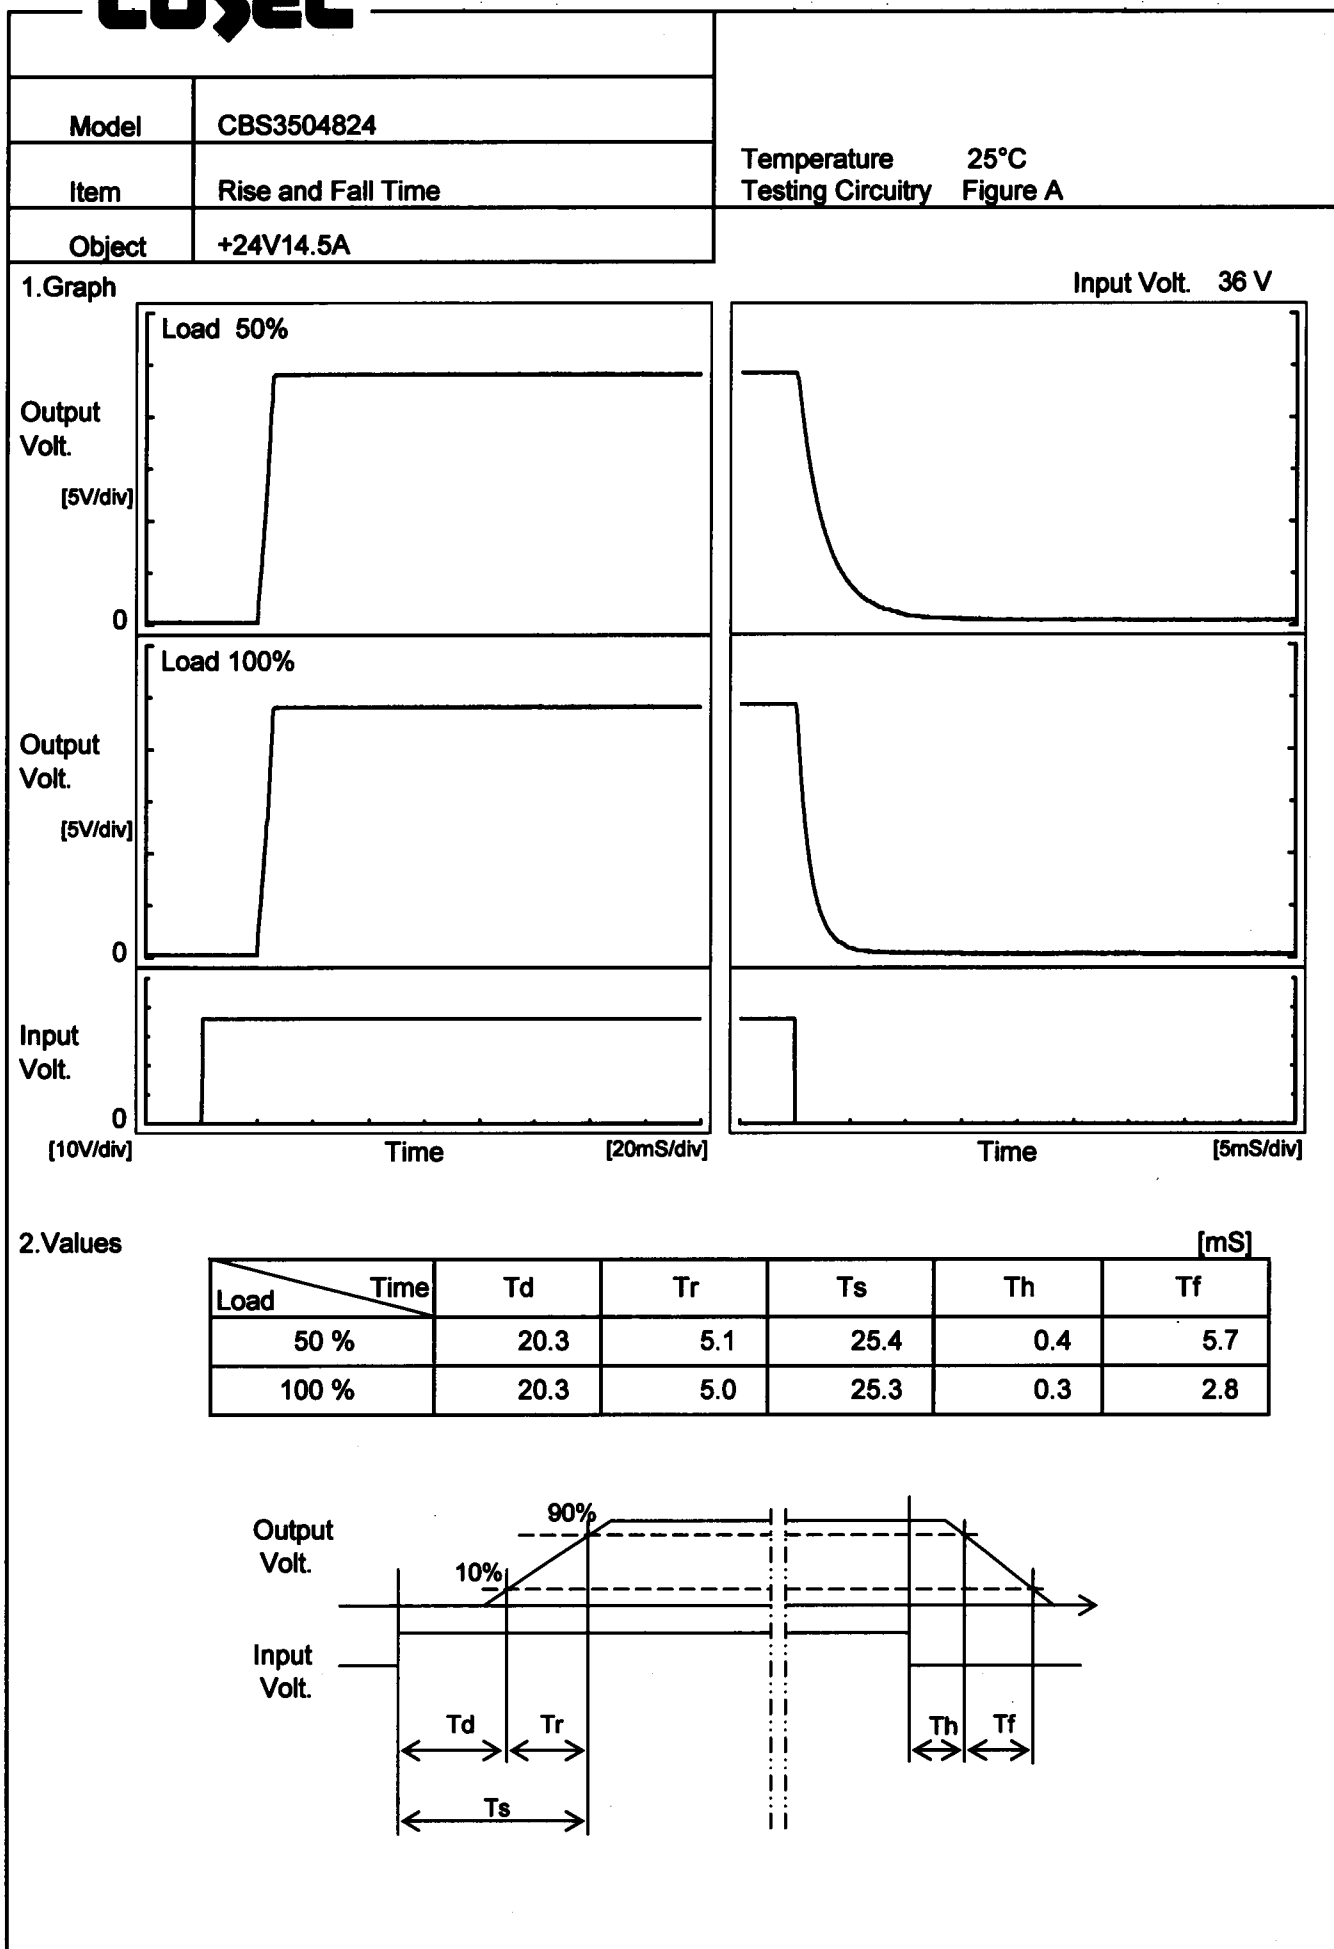 COSEL
Model CBS3504824
Item Rise and Fall Time
Object +24V14.5A
Temperature 25°C
Testing Circuitry Figure A
1.Graph
Input Volt. 36 V
Load 50%
Output
Volt.
[5V/div]
0
Load 100%
Output
Volt.
[5V/div]
0
Input
Volt.
0
[10V/div] Time [20mS/div] Time [5mS/div]
2.Values [mS]
Time Td Tr Ts Th Tf
Load
50 % 20.3 5.1 25.4 0.4 5.7
100 % 20.3 5.0 25.3 0.3 2.8
90%
Output
Volt.
10%
Input
Volt.
Td Tr Th Tf
Ts